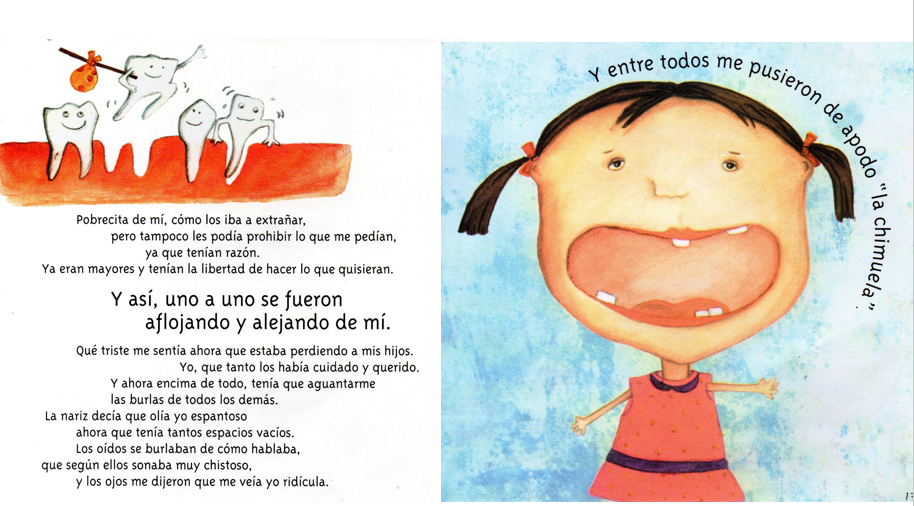 Pobrecita de mí, cómo los iba a extrañar,
pero tampoco les podía prohibir lo que me pedían,
ya que tenían razón.
Ya eran mayores y tenían la libertad de hacer lo que quisieran.
Y así, uno a uno se fueron
aflojando y alejando de mí.
Qué triste me sentía ahora que estaba perdiendo a mis hijos.
Yo, que tanto los había cuidado y querido.
Y ahora encima de todo, tenía que aguantarme
las burlas de todos los demás.
La nariz decía que olía yo espantoso
ahora que tenía tantos espacios vacíos.
Los oídos se burlaban de cómo hablaba,
que según ellos sonaba muy chistoso,
y los ojos me dijeron que me veía yo ridícula.
Y entre todos me pusieron de apodo "la chimuela"